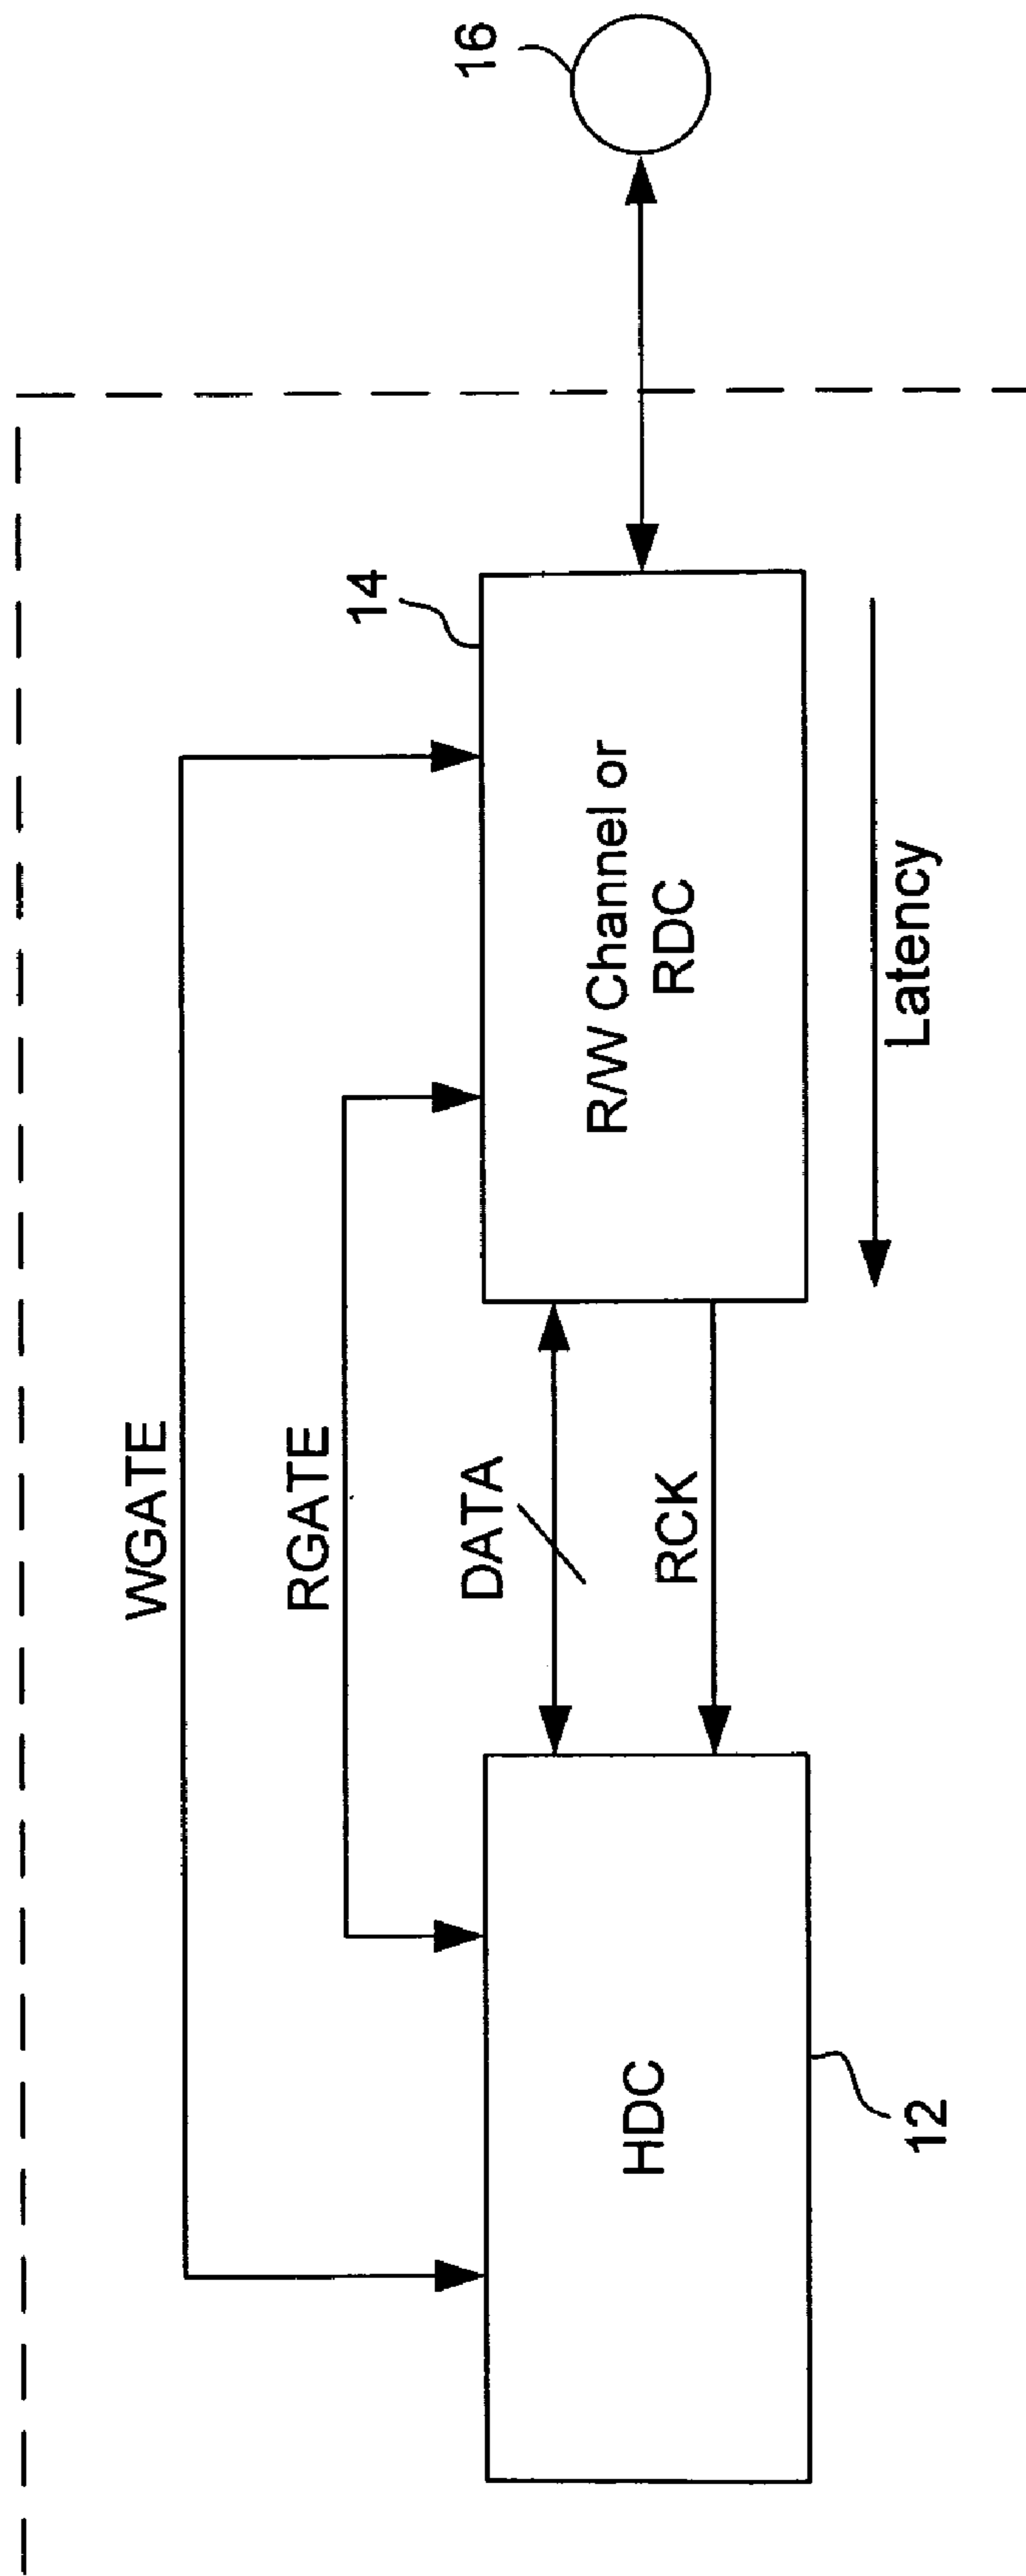 WGATE
RGATE
DATA
RCK
HDC
12
R/W Channel or
RDC
14
Latency
16